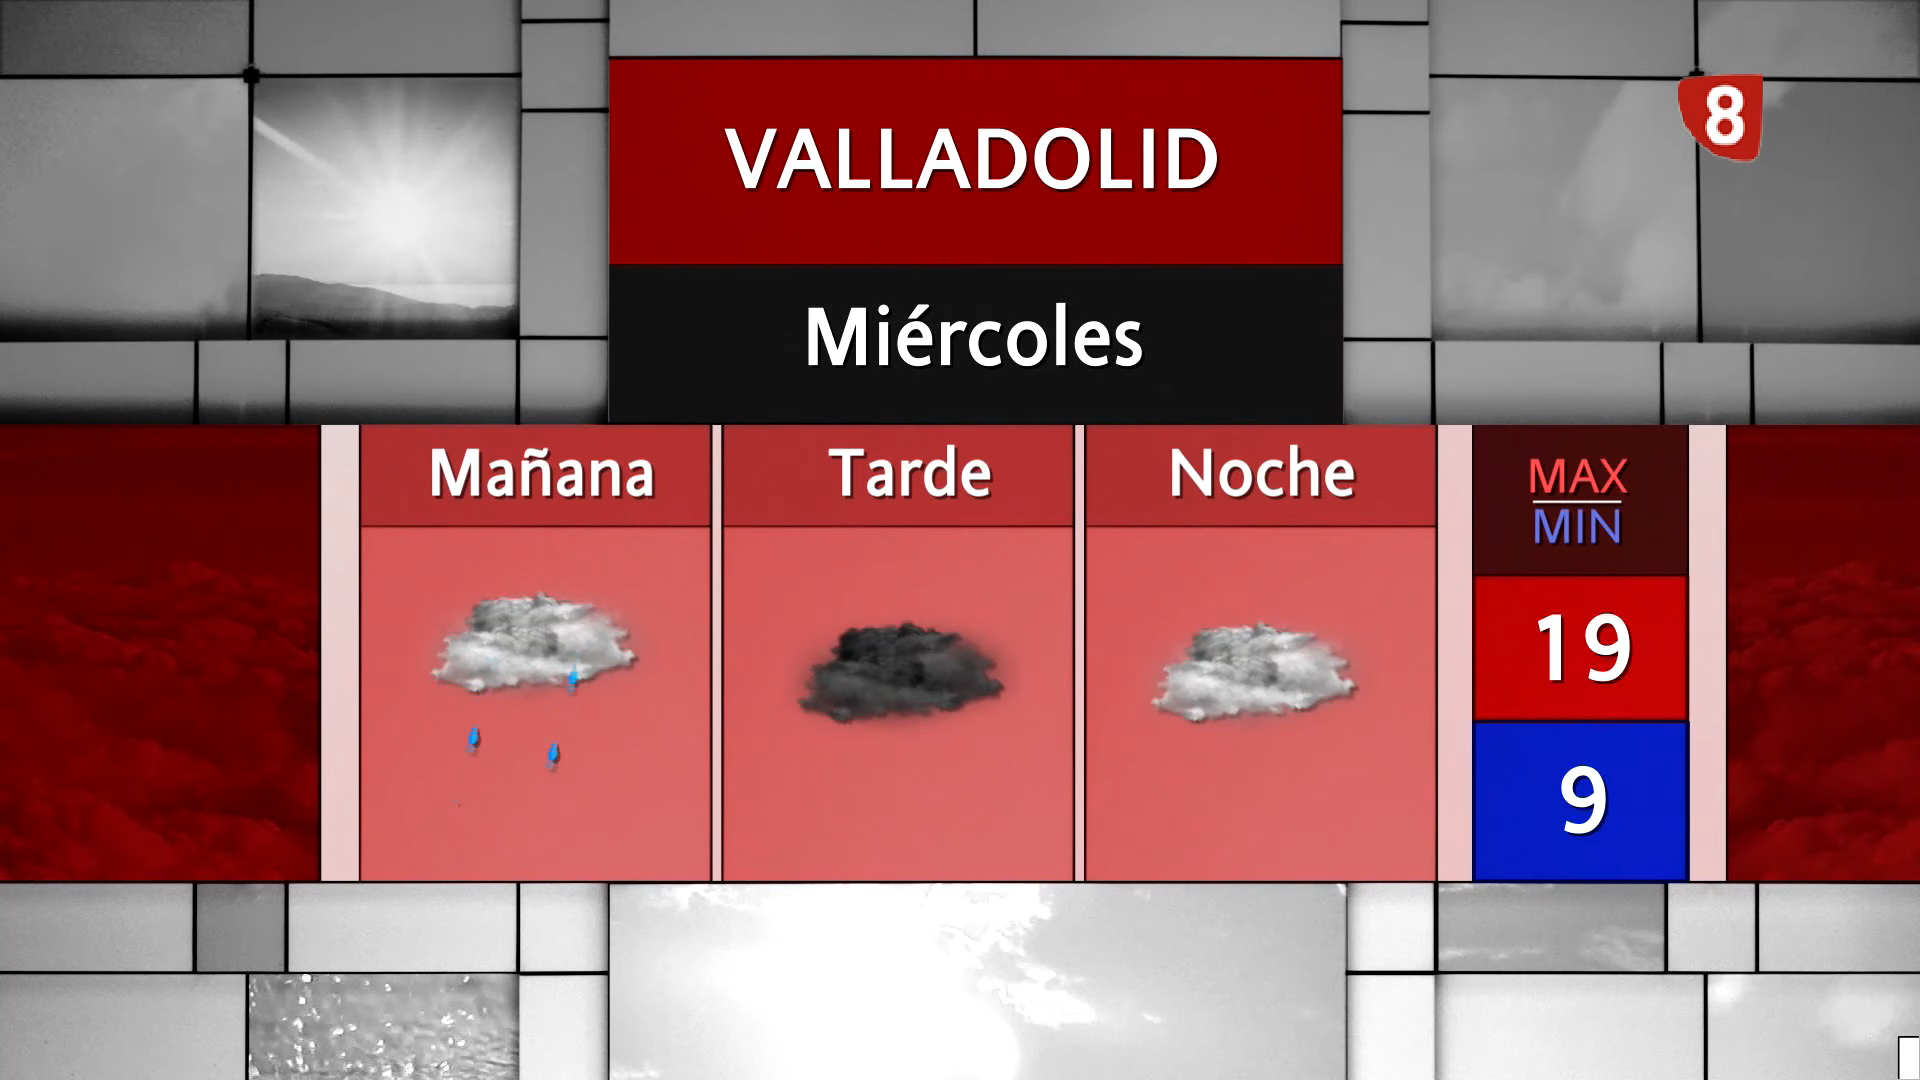 VALLADOLID
8
Miércoles
Mañana
Tarde
Noche
MAX
MIN
19
9